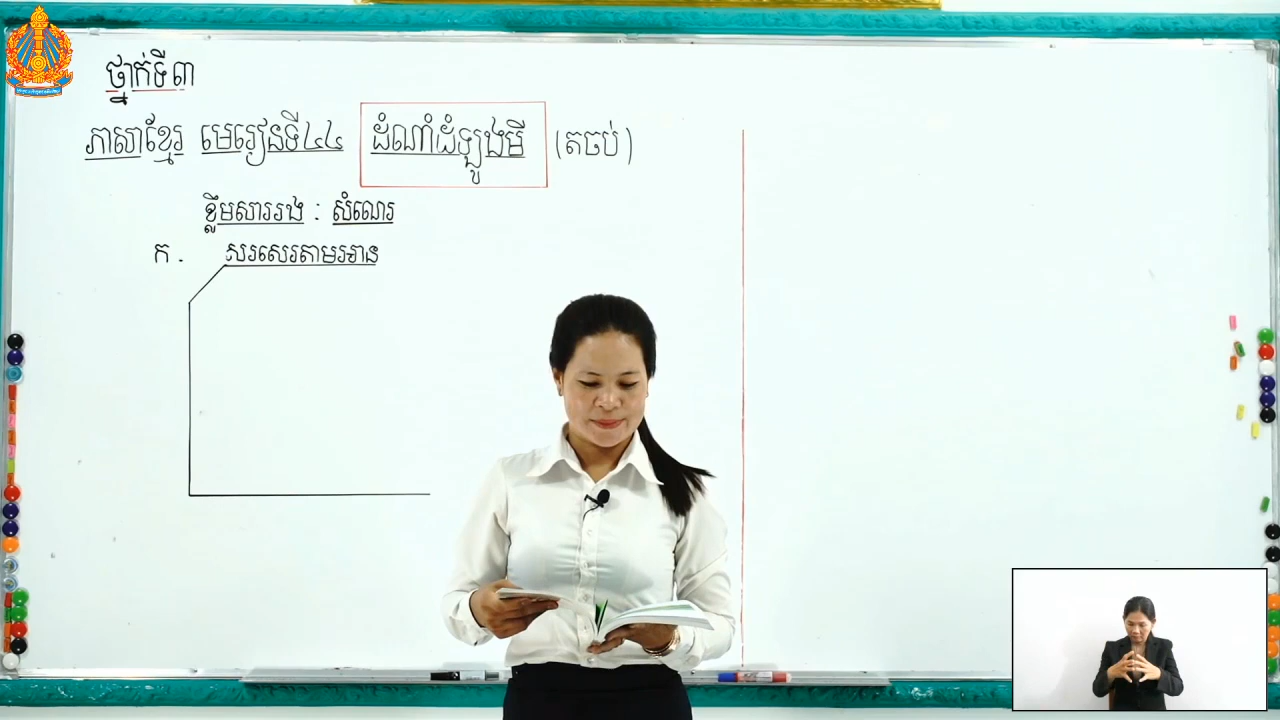 ថ្នាក់ទី៣
ភាសាខ្មែរ មេរៀនទី៤៤ ដំណាំដំឡូងមី (តចប់)
ខ្លឹមសាររង : សំណេរ
ក. សរសេរតាមអាន